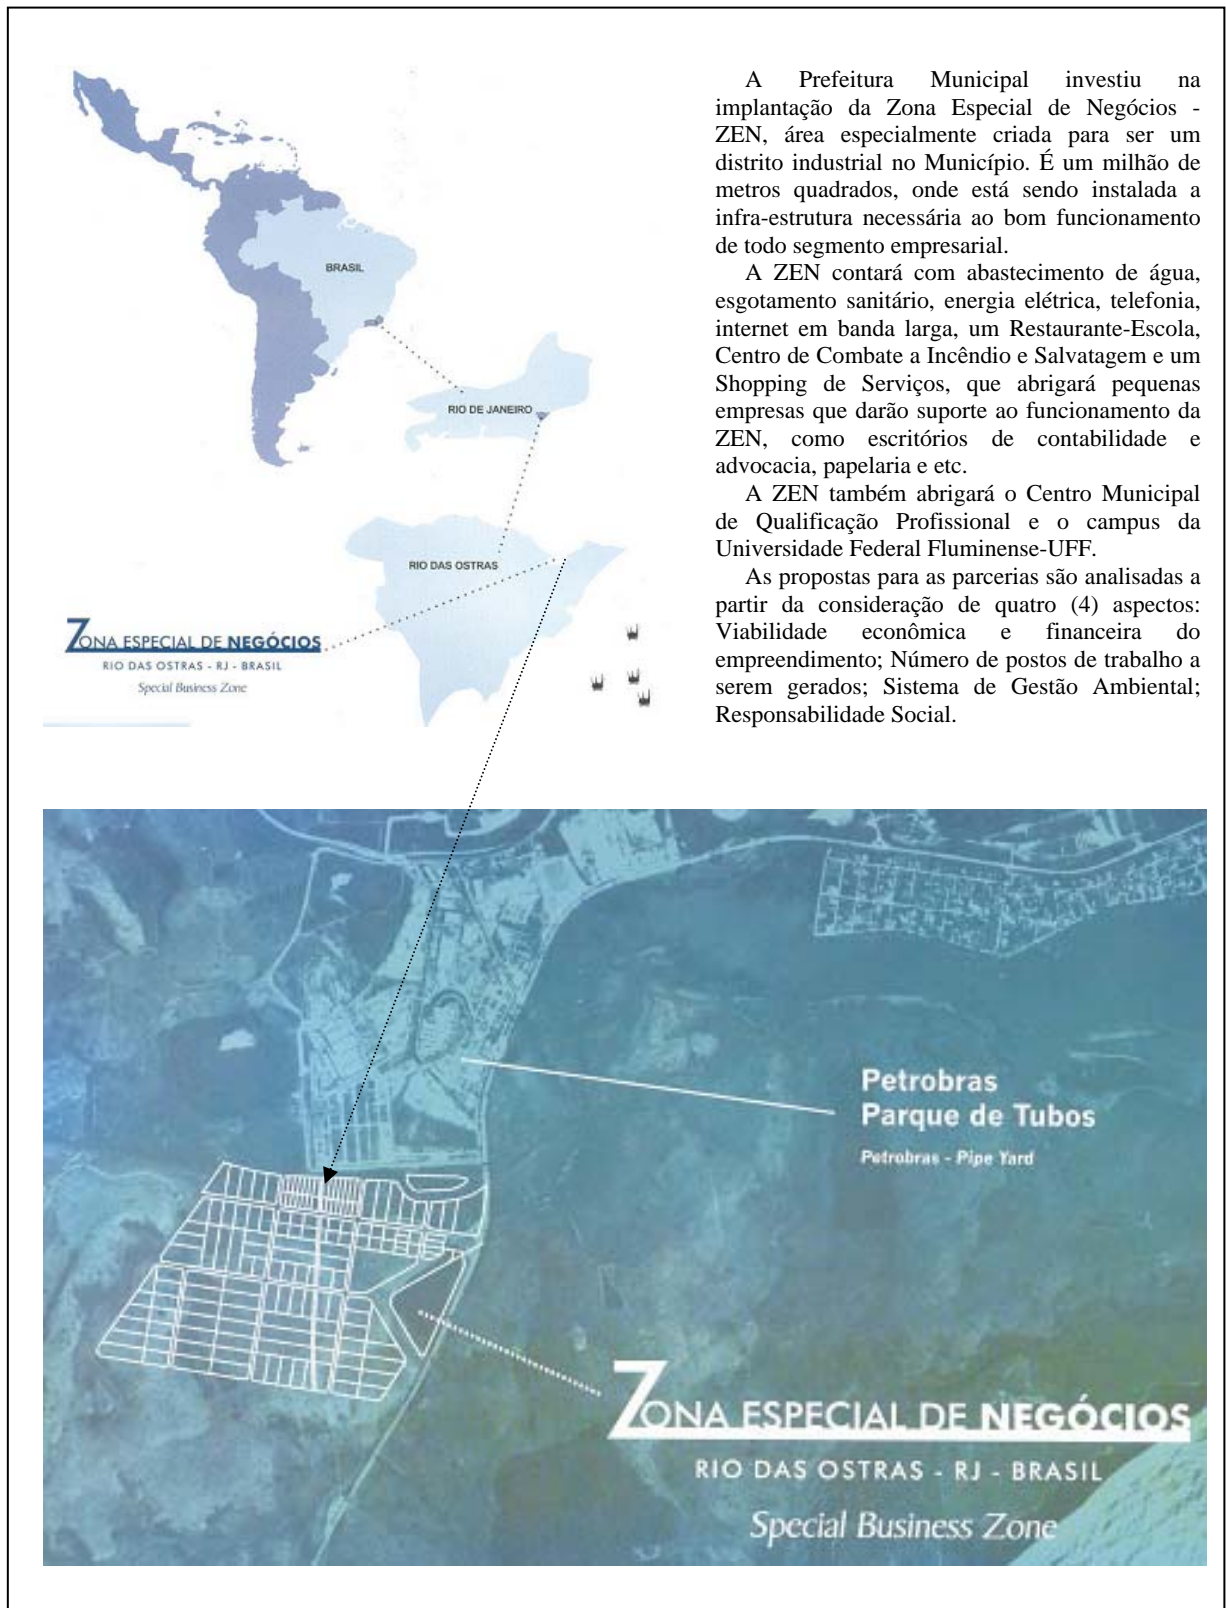 BRASIL
RIO DE JANEIRO
RIO DAS OSTRAS
ZONA ESPECIAL DE NEGÓCIOS
RIO DAS OSTRAS - RJ - BRASIL
Special Business Zone
A Prefeitura Municipal investiu na
implantação da Zona Especial de Negócios -
ZEN, área especialmente criada para ser um
distrito industrial no Município. É um milhão de
metros quadrados, onde está sendo instalada a
infra-estrutura necessária ao bom funcionamento
de todo segmento empresarial.
A ZEN contará com abastecimento de água,
esgotamento sanitário, energia elétrica, telefonia,
internet em banda larga, um Restaurante-Escola,
Centro de Combate a Incêndio e Salvatagem e um
Shopping de Serviços, que abrigará pequenas
empresas que darão suporte ao funcionamento da
ZEN, como escritórios de contabilidade e
advocacia, papelaria e etc.
A ZEN também abrigará o Centro Municipal
de Qualificação Profissional e o campus da
Universidade Federal Fluminense-UFF.
As propostas para as parcerias são analisadas a
partir da consideração de quatro (4) aspectos:
Viabilidade econômica e financeira do
empreendimento; Número de postos de trabalho a
serem gerados; Sistema de Gestão Ambiental;
Responsabilidade Social.
Petrobras
Parque de Tubos
Petrobras - Pipe Yard
ZONA ESPECIAL DE NEGÓCIOS
RIO DAS OSTRAS - RJ - BRASIL
Special Business Zone